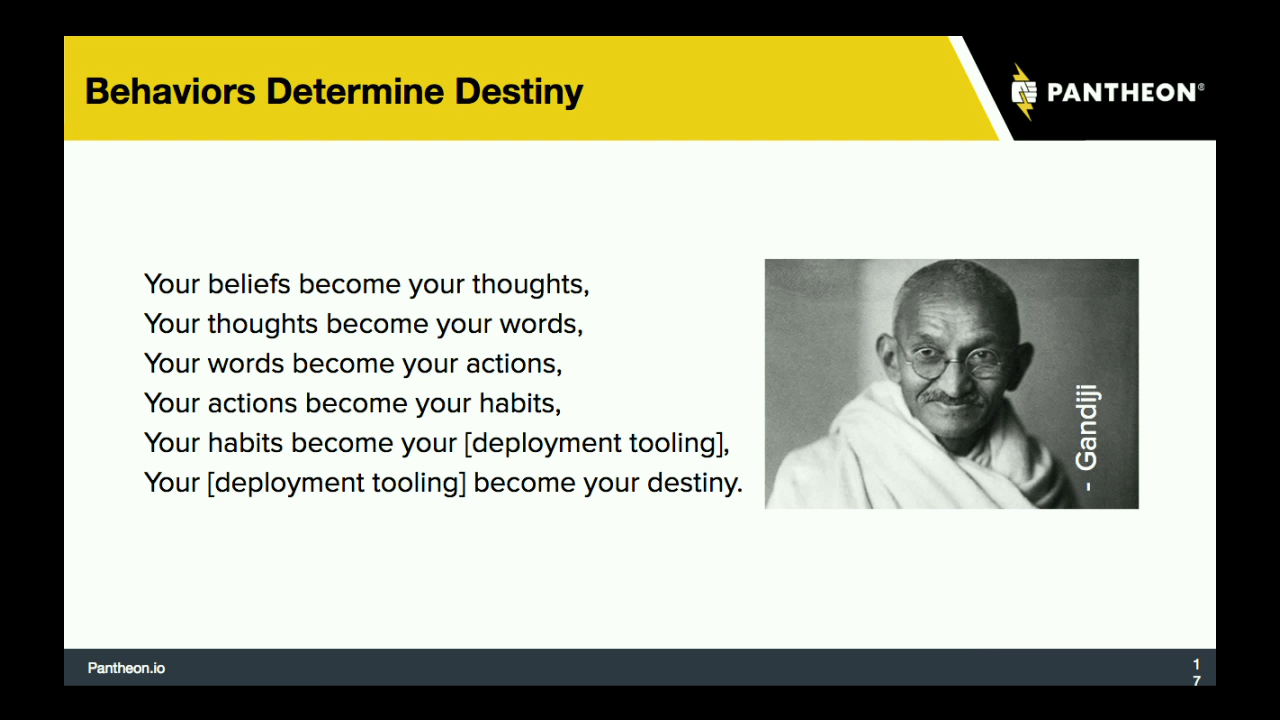 Behaviors Determine Destiny
PANTHEON®
Your beliefs become your thoughts,
Your thoughts become your words,
Your words become your actions,
Your actions become your habits,
Your habits become your [deployment tooling],
Your [deployment tooling] become your destiny.
- Gandiji
Pantheon.io
1
7